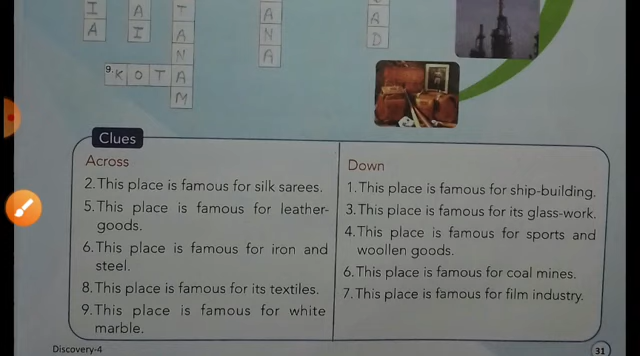 I A T A A
A I A N D
N A
9. K O T A
M
Clues
Across
2. This place is famous for silk sarees.
5. This place is famous for leather-
goods.
6. This place is famous for iron and
steel.
8. This place is famous for its textiles.
9. This place is famous for white
marble.
Down
1. This place is famous for ship-building.
3. This place is famous for its glass-work.
4. This place is famous for sports and
woollen goods.
6. This place is famous for coal mines.
7. This place is famous for film industry.
Discovery-4
31